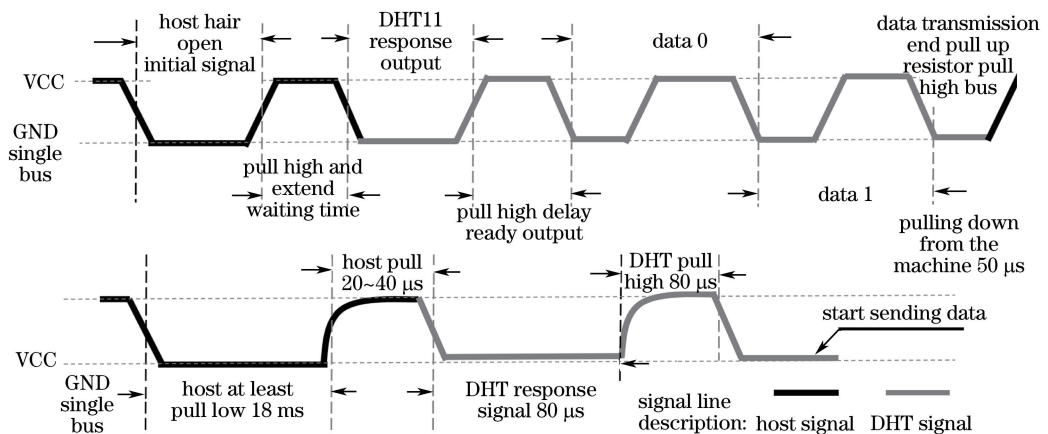 host hair
open
initial signal
DHT11
response
output
data 0
data transmission
end pull up
resistor pull
high bus
VCC
GND
single
bus
pull high and
extend
waiting time
pull high delay
ready output
data 1
pulling down
from the
machine 50 μs
host pull
20~40 μs
DHT pull
high 80 μs
start sending data
VCC
GND
single
bus
host at least
pull low 18 ms
DHT response
signal 80 μs
signal line
description:
host signal
DHT signal